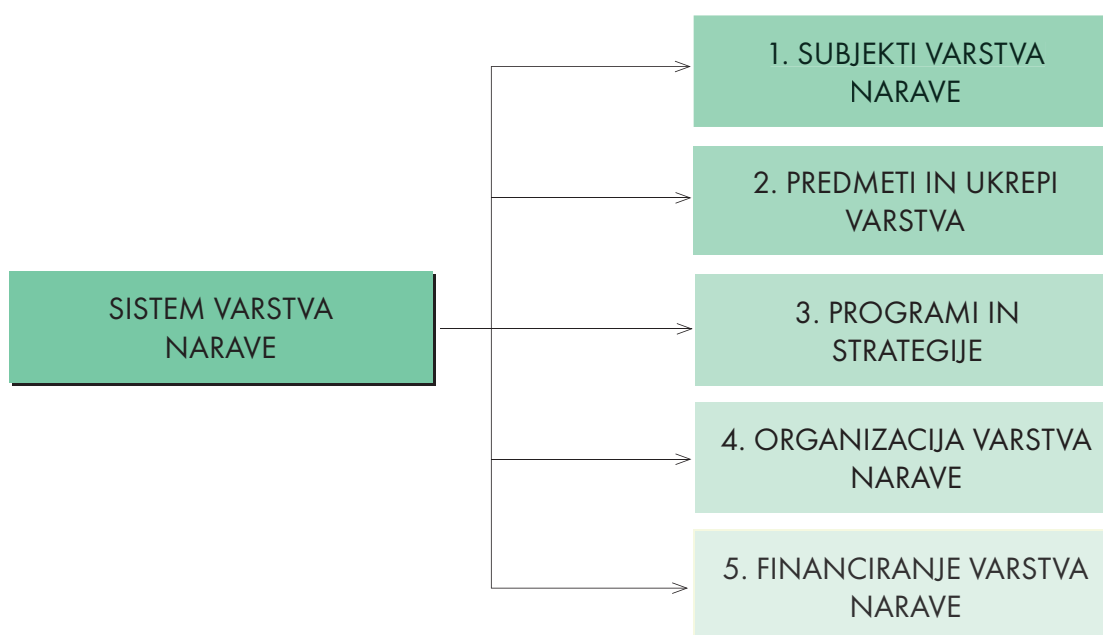 SISTEM VARSTVA
NARAVE
1. SUBJEKTI VARSTVA
NARAVE
2. PREDMETI IN UKREPI
VARSTVA
3. PROGRAMI IN
STRATEGIJE
4. ORGANIZACIJA VARSTVA
NARAVE
5. FINANCIRANJE VARSTVA
NARAVE